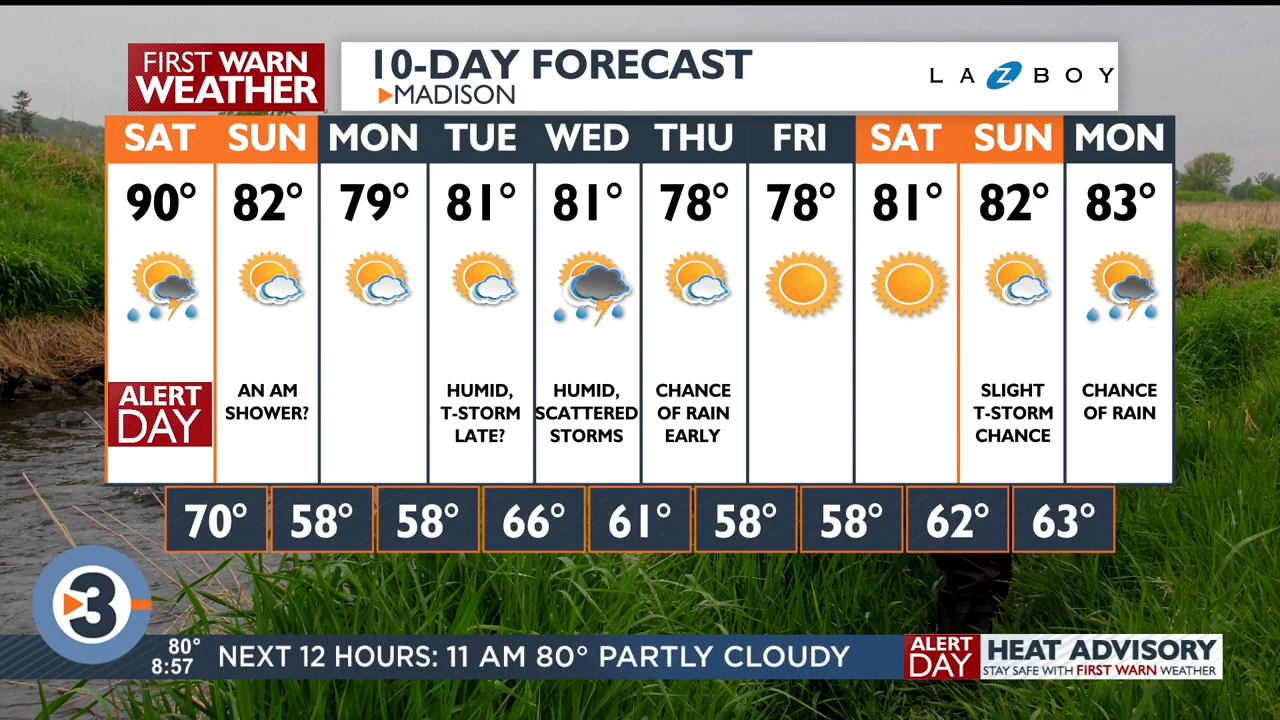 FIRST WARN
WEATHER
10-DAY FORECAST
MADISON
LAZBOY
SAT SUN MON TUE WED THU FRI SAT SUN MON
90° 82° 79° 81° 81° 78° 78° 81° 82° 83°
ALERT
DAY
AN AM
SHOWER?
HUMID,
T-STORM
LATE?
HUMID,
SCATTERED
STORMS
CHANCE
OF RAIN
EARLY
SLIGHT
T-STORM
CHANCE
CHANCE
OF RAIN
70° 58° 58° 66° 61° 58° 58° 62° 63°
3
80°
8:57
NEXT 12 HOURS: 11 AM 80° PARTLY CLOUDY
ALERT
DAY
HEAT ADVISORY
STAY SAFE WITH FIRST WARN WEATHER